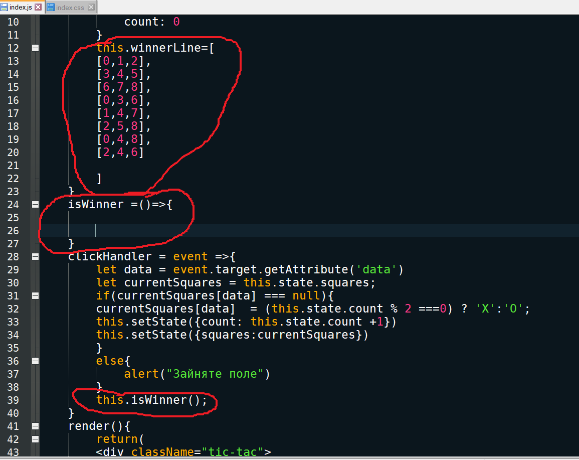 index.js index.css
10 count: 0
11 }
12 this.winnerLine=[
13 [0,1,2],
14 [3,4,5],
15 [6,7,8],
16 [0,3,6],
17 [1,4,7],
18 [2,5,8],
19 [0,4,8],
20 [2,4,6]
21
22 ]
23 }
24 isWinner =()=>{
25
26
27 }
28 clickHandler = event =>{
29 let data = event.target.getAttribute('data')
30 let currentSquares = this.state.squares;
31 if(currentSquares[data] === null){
32 currentSquares[data] = (this.state.count % 2 ===0) ? 'X':'O';
33 this.setState({count: this.state.count +1})
34 this.setState({squares:currentSquares})
35 }
36 else{
37 alert("Зайняте поле")
38 }
39 this.isWinner();
40 }
41 render(){
42 return(
43 <div className="tic-tac">